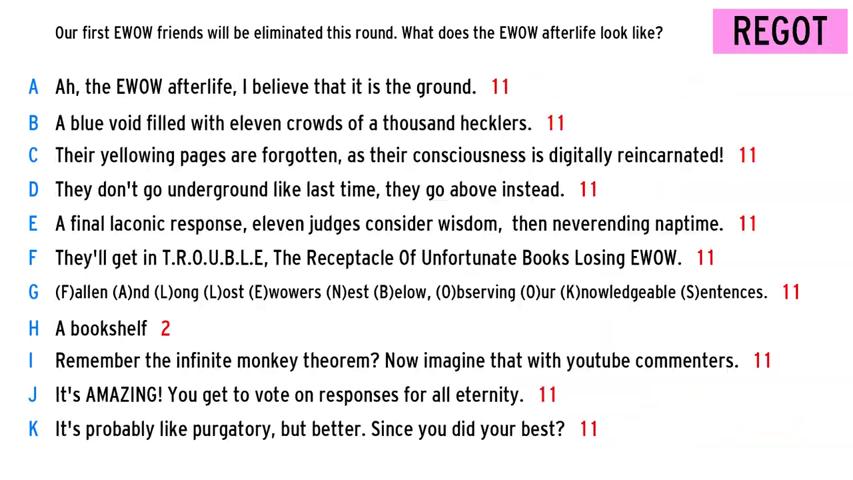 Our first EWOW friends will be eliminated this round. What does the EWOW afterlife look like?
REGOT
A Ah, the EWOW afterlife, I believe that it is the ground. 11
B A blue void filled with eleven crowds of a thousand hecklers. 11
C Their yellowing pages are forgotten, as their consciousness is digitally reincarnated! 11
D They don't go underground like last time, they go above instead. 11
E A final laconic response, eleven judges consider wisdom, then neverending naptime. 11
F They'll get in T.R.O.U.B.L.E, The Receptacle Of Unfortunate Books Losing EWOW. 11
G (F)allen (A)nd (L)ong (L)ost (E)wowers (N)est (B)elow, (O)bserving (O)ur (K)nowledgeable (S)entences. 11
H A bookshelf 2
I Remember the infinite monkey theorem? Now imagine that with youtube commenters. 11
J It's AMAZING! You get to vote on responses for all eternity. 11
K It's probably like purgatory, but better. Since you did your best? 11